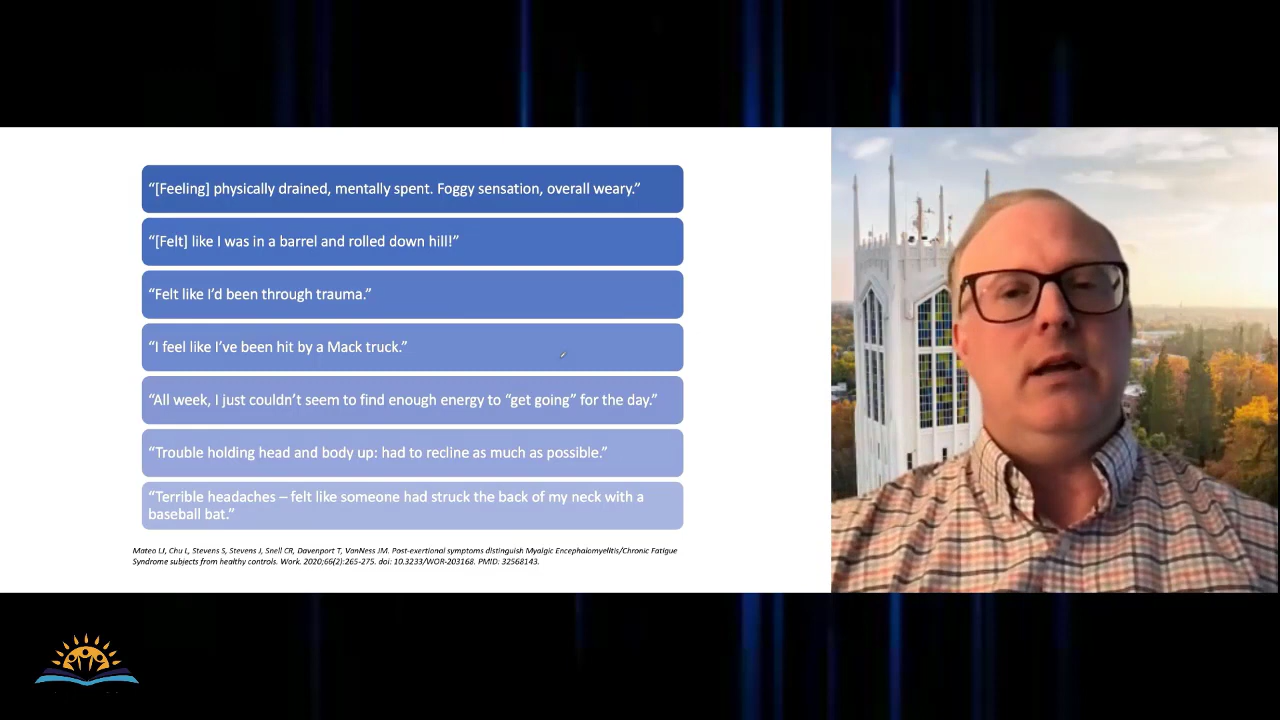 “[Feeling] physically drained, mentally spent. Foggy sensation, overall weary.”
“[Felt] like I was in a barrel and rolled down hill!”
“Felt like I’d been through trauma.”
“I feel like I’ve been hit by a Mack truck.”
“All week, I just couldn’t seem to find enough energy to “get going” for the day.”
“Trouble holding head and body up: had to recline as much as possible.”
“Terrible headaches – felt like someone had struck the back of my neck with a
baseball bat.”
Mateo LJ, Chu L, Stevens S, Stevens J, Snell CR, Davenport T, VanNess JM. Post-exertional symptoms distinguish Myalgic Encephalomyelitis/Chronic Fatigue
Syndrome subjects from healthy controls. Work. 2020;66(2):265-275. doi: 10.3233/WOR-203168. PMID: 32568143.